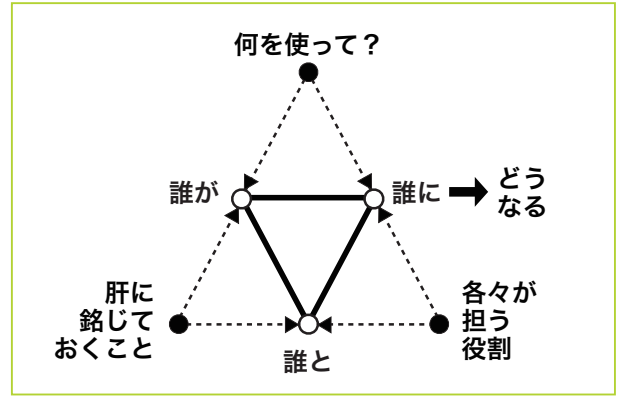 何を使って？
誰が
誰に
どう
なる
肝に
銘じて
おくこと
各々が
担う
役割
誰と